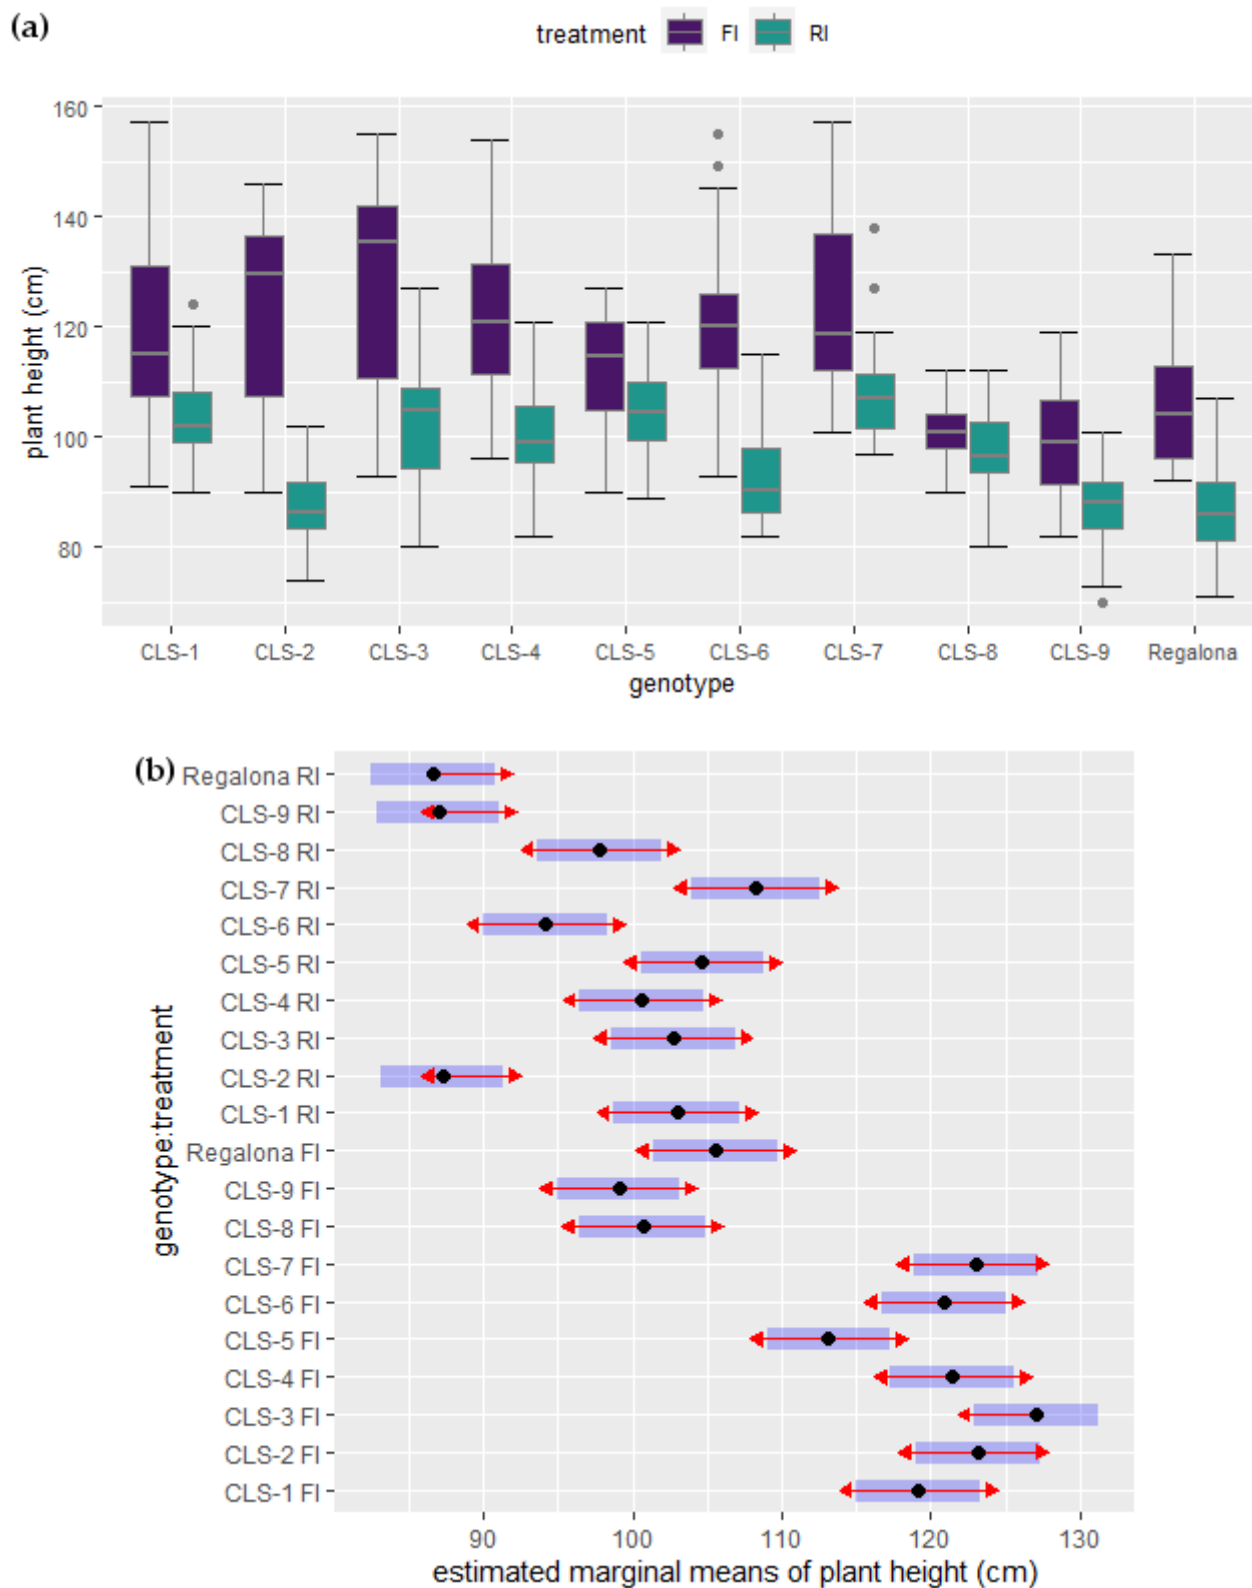 (a)
treatment FI RI
160
140
120
100
80
plant height (cm)
CLS-1 CLS-2 CLS-3 CLS-4 CLS-5 CLS-6 CLS-7 CLS-8 CLS-9 Regalona
genotype
(b)
Regalona RI
CLS-9 RI
CLS-8 RI
CLS-7 RI
CLS-6 RI
CLS-5 RI
CLS-4 RI
CLS-3 RI
CLS-2 RI
CLS-1 RI
Regalona FI
CLS-9 FI
CLS-8 FI
CLS-7 FI
CLS-6 FI
CLS-5 FI
CLS-4 FI
CLS-3 FI
CLS-2 FI
CLS-1 FI
genotype:treatment
90 100 110 120 130
estimated marginal means of plant height (cm)